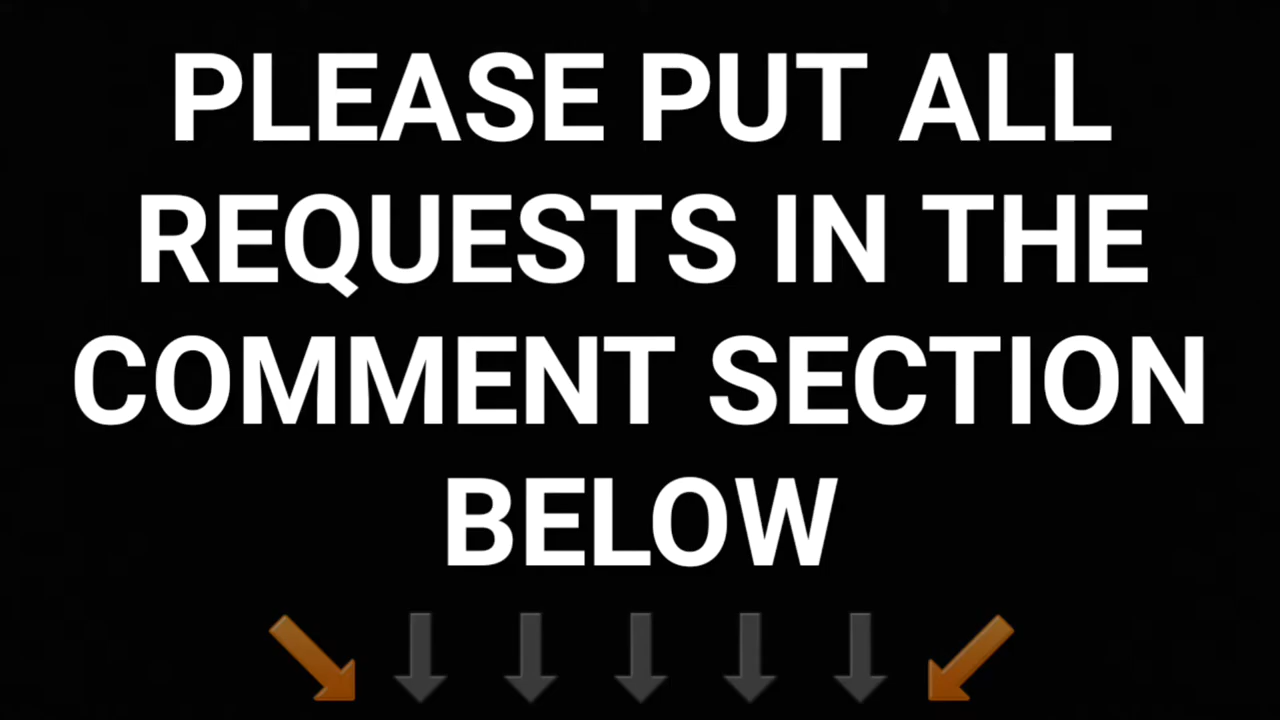 PLEASE PUT ALL
REQUESTS IN THE
COMMENT SECTION
BELOW